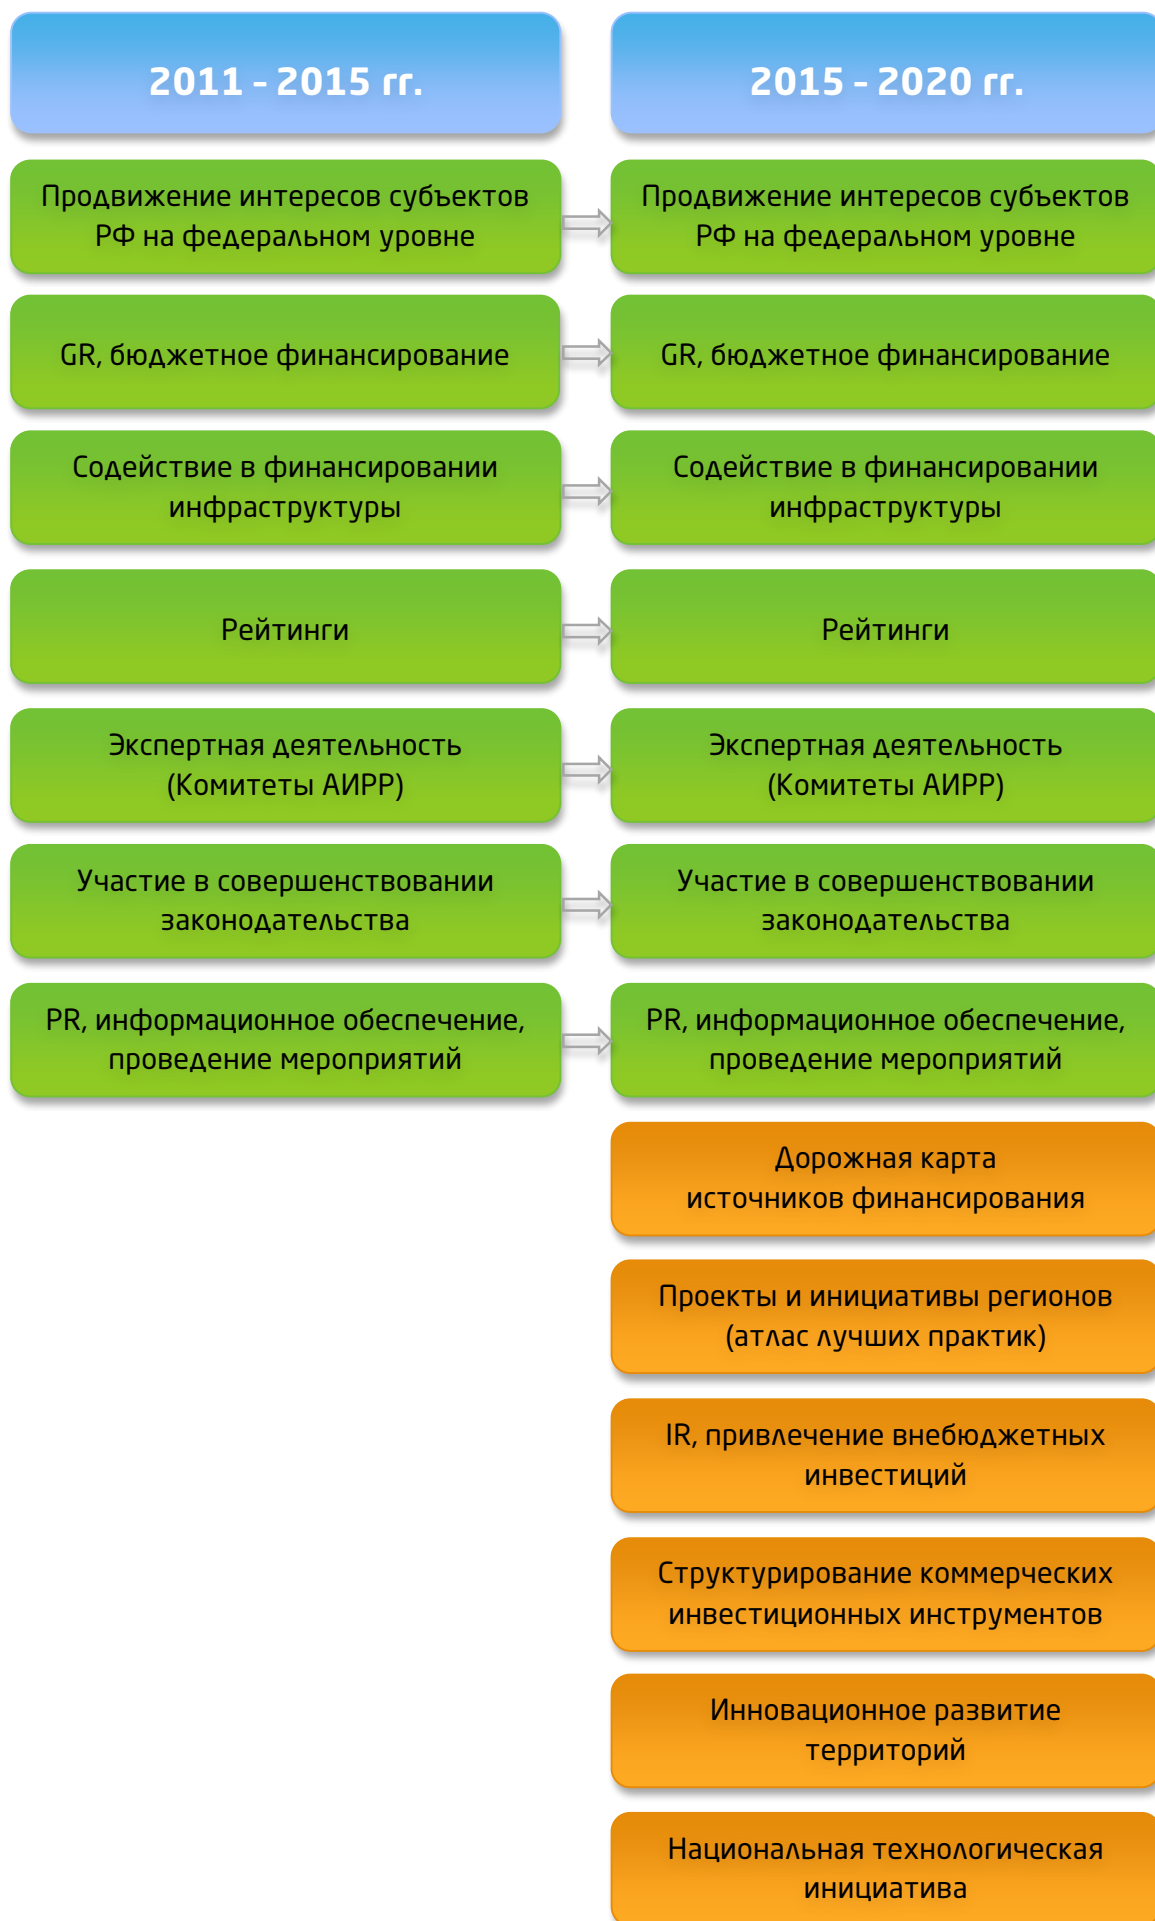 2011 – 2015 гг.
2015 – 2020 гг.
Продвижение интересов субъектов
РФ на федеральном уровне
Продвижение интересов субъектов
РФ на федеральном уровне
GR, бюджетное финансирование
GR, бюджетное финансирование
Содействие в финансировании
инфраструктуры
Содействие в финансировании
инфраструктуры
Рейтинги
Рейтинги
Экспертная деятельность
(Комитеты АИРР)
Экспертная деятельность
(Комитеты АИРР)
Участие в совершенствовании
законодательства
Участие в совершенствовании
законодательства
PR, информационное обеспечение,
проведение мероприятий
PR, информационное обеспечение,
проведение мероприятий
Дорожная карта
источников финансирования
Проекты и инициативы регионов
(атлас лучших практик)
IR, привлечение внебюджетных
инвестиций
Структурирование коммерческих
инвестиционных инструментов
Инновационное развитие
территорий
Национальная технологическая
инициатива